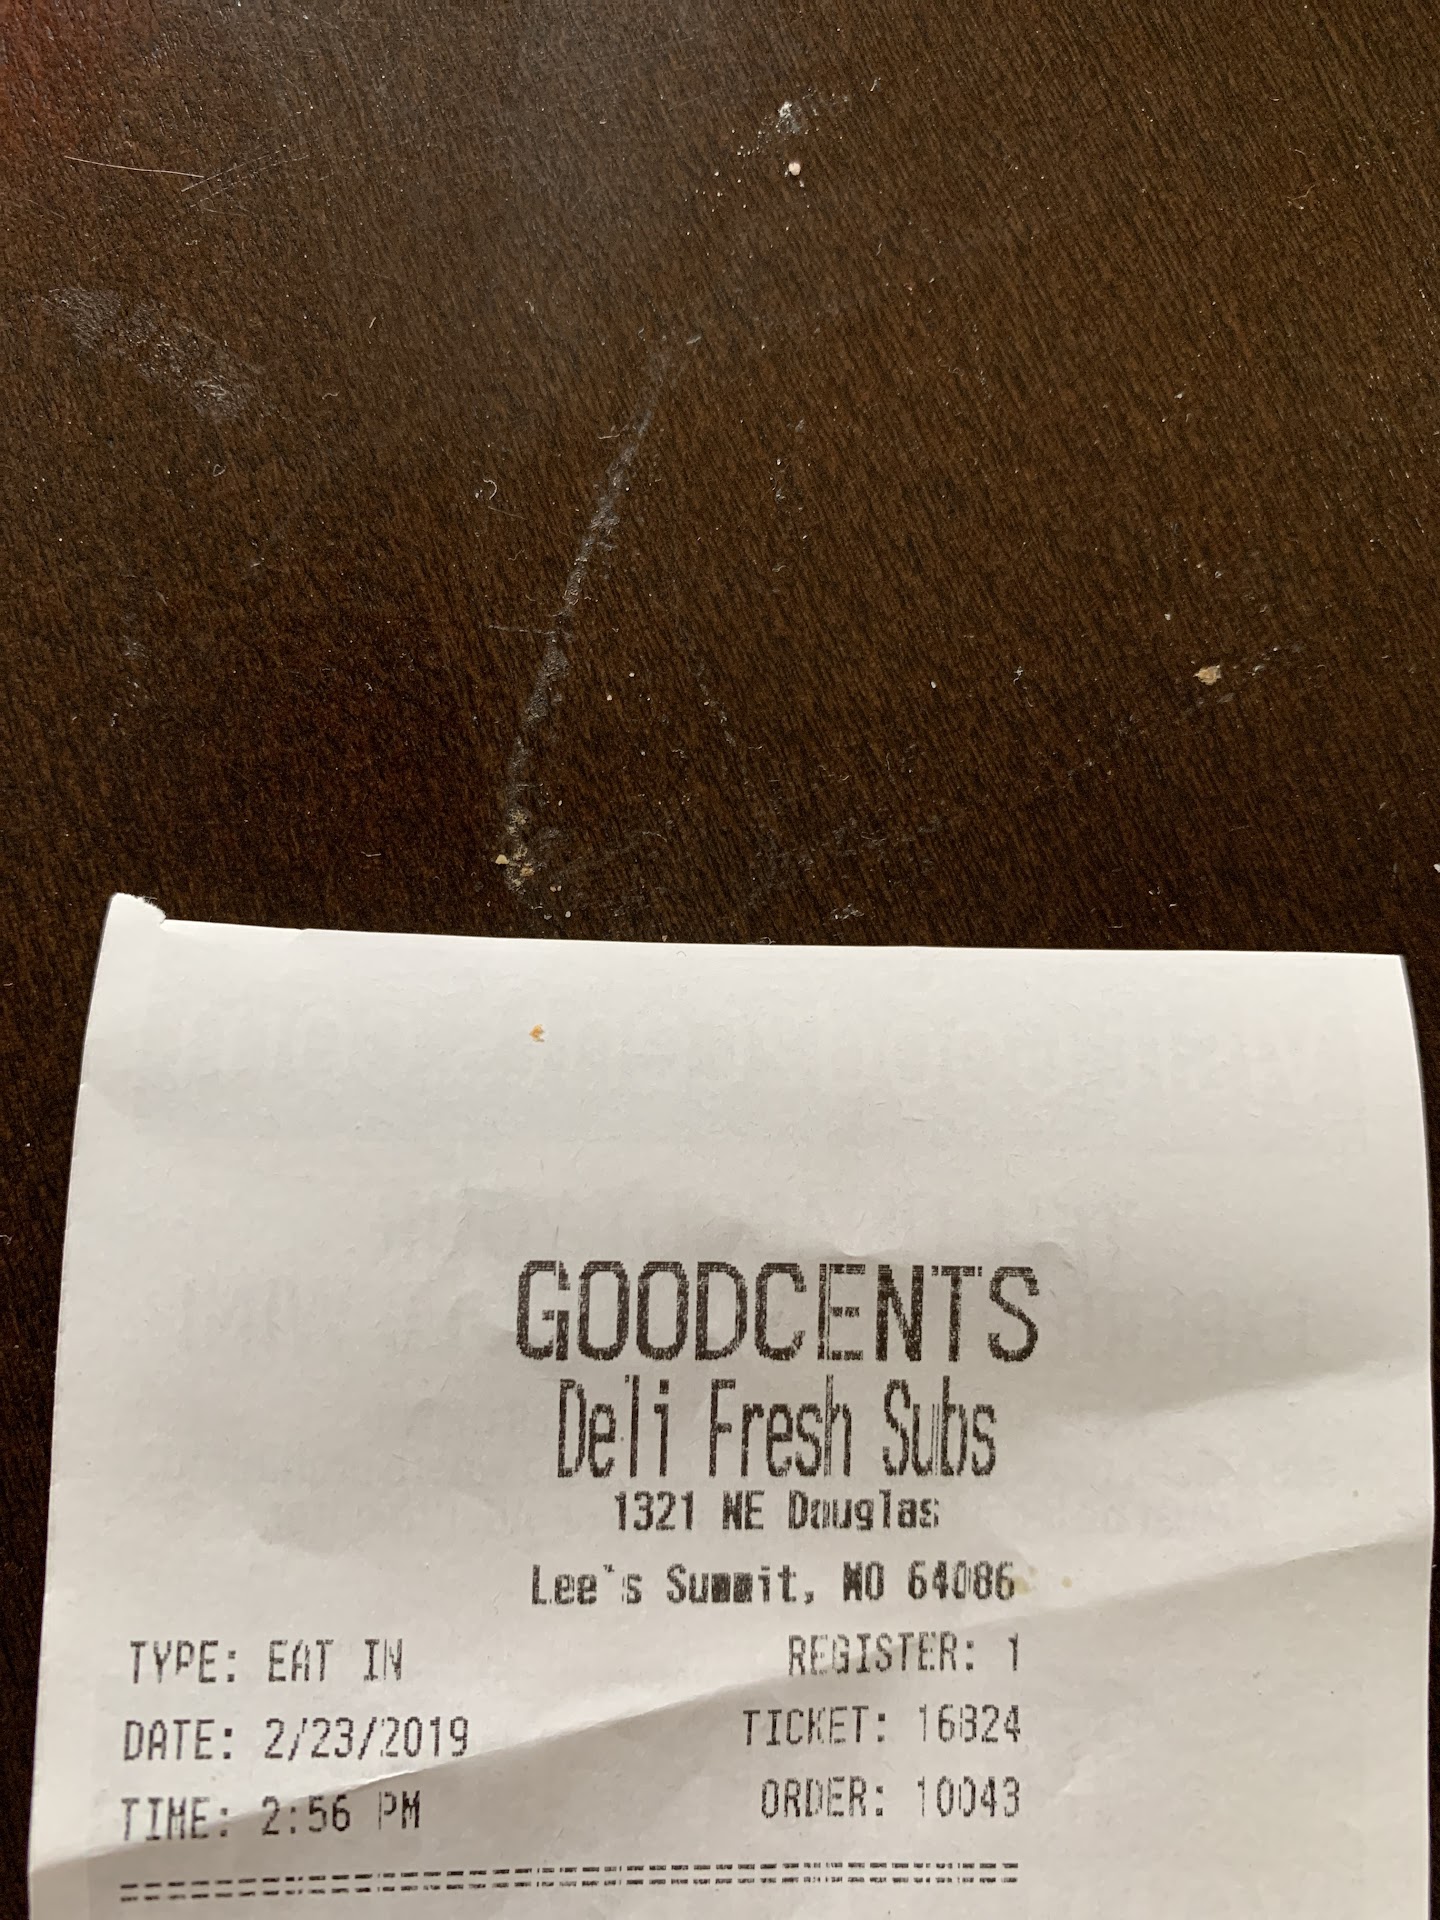 GOODCENTS
Deli Fresh Subs
1321 NE Douglas
Lee's Summit, MO 64086
TYPE: EAT IN REGISTER: 1
DATE: 2/23/2019 TICKET: 16824
TIME: 2:56 PM ORDER: 10043